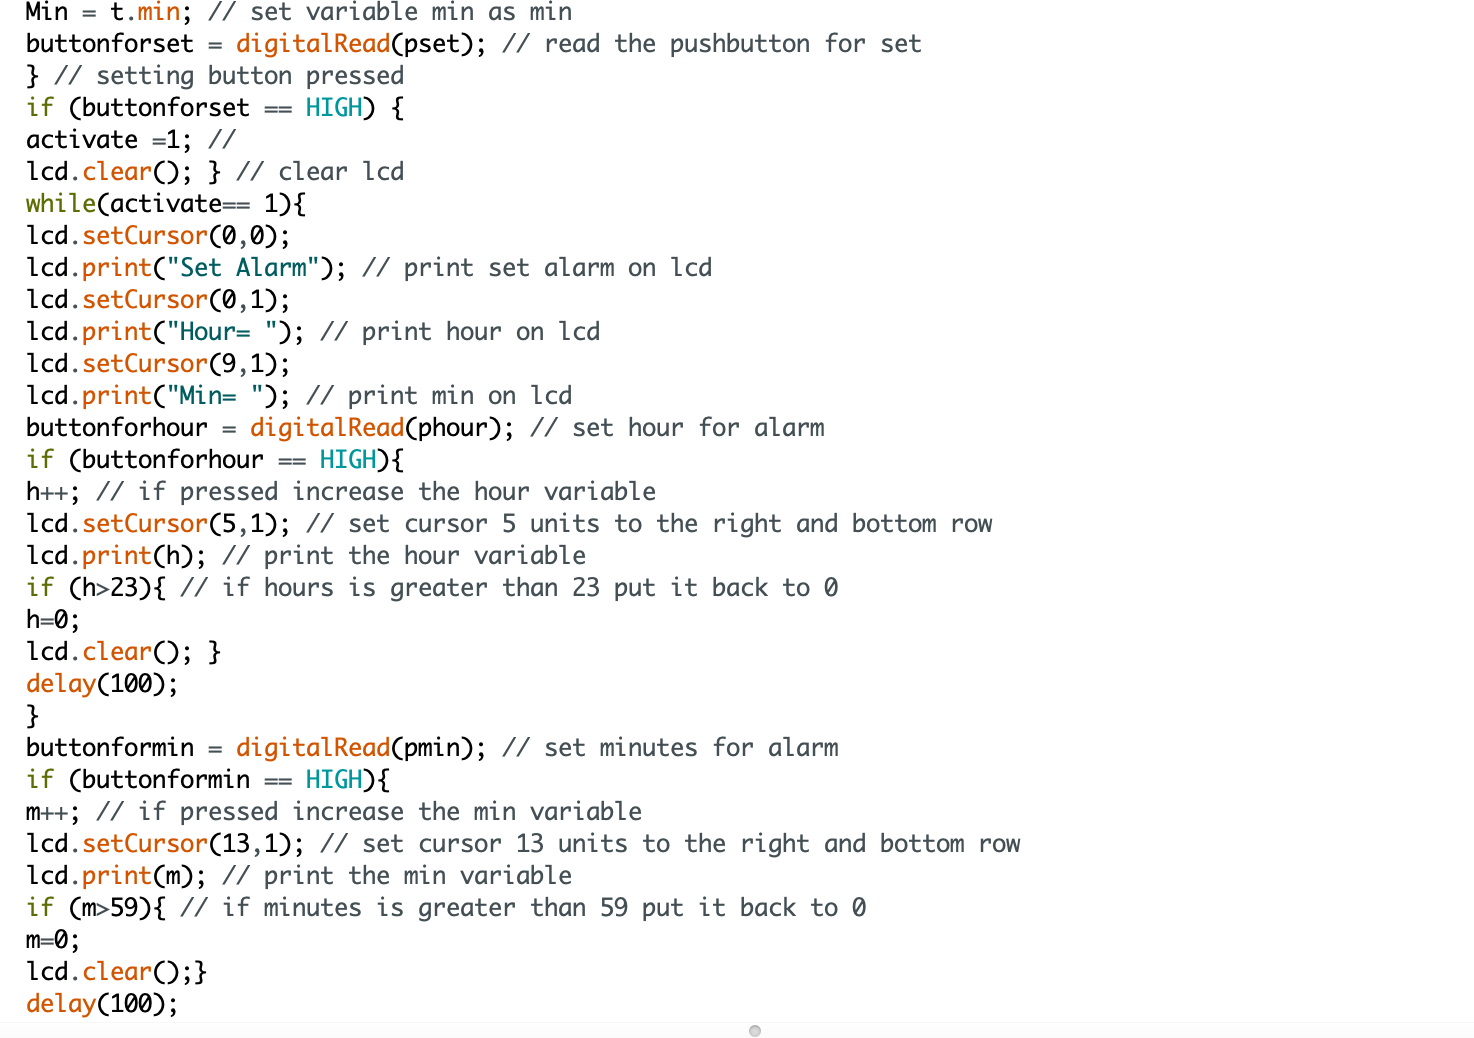 Min = t.min; // set variable min as min
buttonforset = digitalRead(pset); // read the pushbutton for set
} // setting button pressed
if (buttonforset == HIGH) {
activate =1; //
lcd.clear(); } // clear lcd
while(activate== 1){
lcd.setCursor(0,0);
lcd.print("Set Alarm"); // print set alarm on lcd
lcd.setCursor(0,1);
lcd.print("Hour= "); // print hour on lcd
lcd.setCursor(9,1);
lcd.print("Min= "); // print min on lcd
buttonforhour = digitalRead(phour); // set hour for alarm
if (buttonforhour == HIGH){
h++; // if pressed increase the hour variable
lcd.setCursor(5,1); // set cursor 5 units to the right and bottom row
lcd.print(h); // print the hour variable
if (h>23){ // if hours is greater than 23 put it back to 0
h=0;
lcd.clear(); }
delay(100);
}
buttonformin = digitalRead(pmin); // set minutes for alarm
if (buttonformin == HIGH){
m++; // if pressed increase the min variable
lcd.setCursor(13,1); // set cursor 13 units to the right and bottom row
lcd.print(m); // print the min variable
if (m>59){ // if minutes is greater than 59 put it back to 0
m=0;
lcd.clear();}
delay(100);